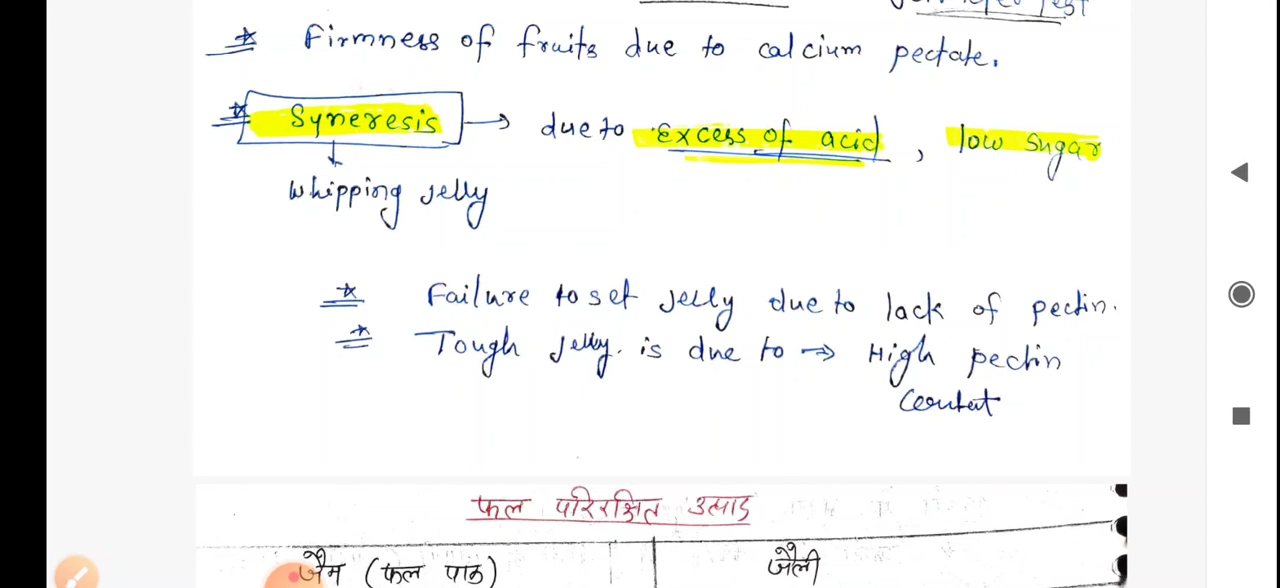 Firmness of fruits due to calcium pectate.
Syneresis → due to Excess of acid, low sugar
Whipping Jelly
Failure to set Jelly due to lack of pectin.
Tough Jelly. is due to → High pectin
फल परिरक्षित उत्पाद
जैम (फल पाक) जैली